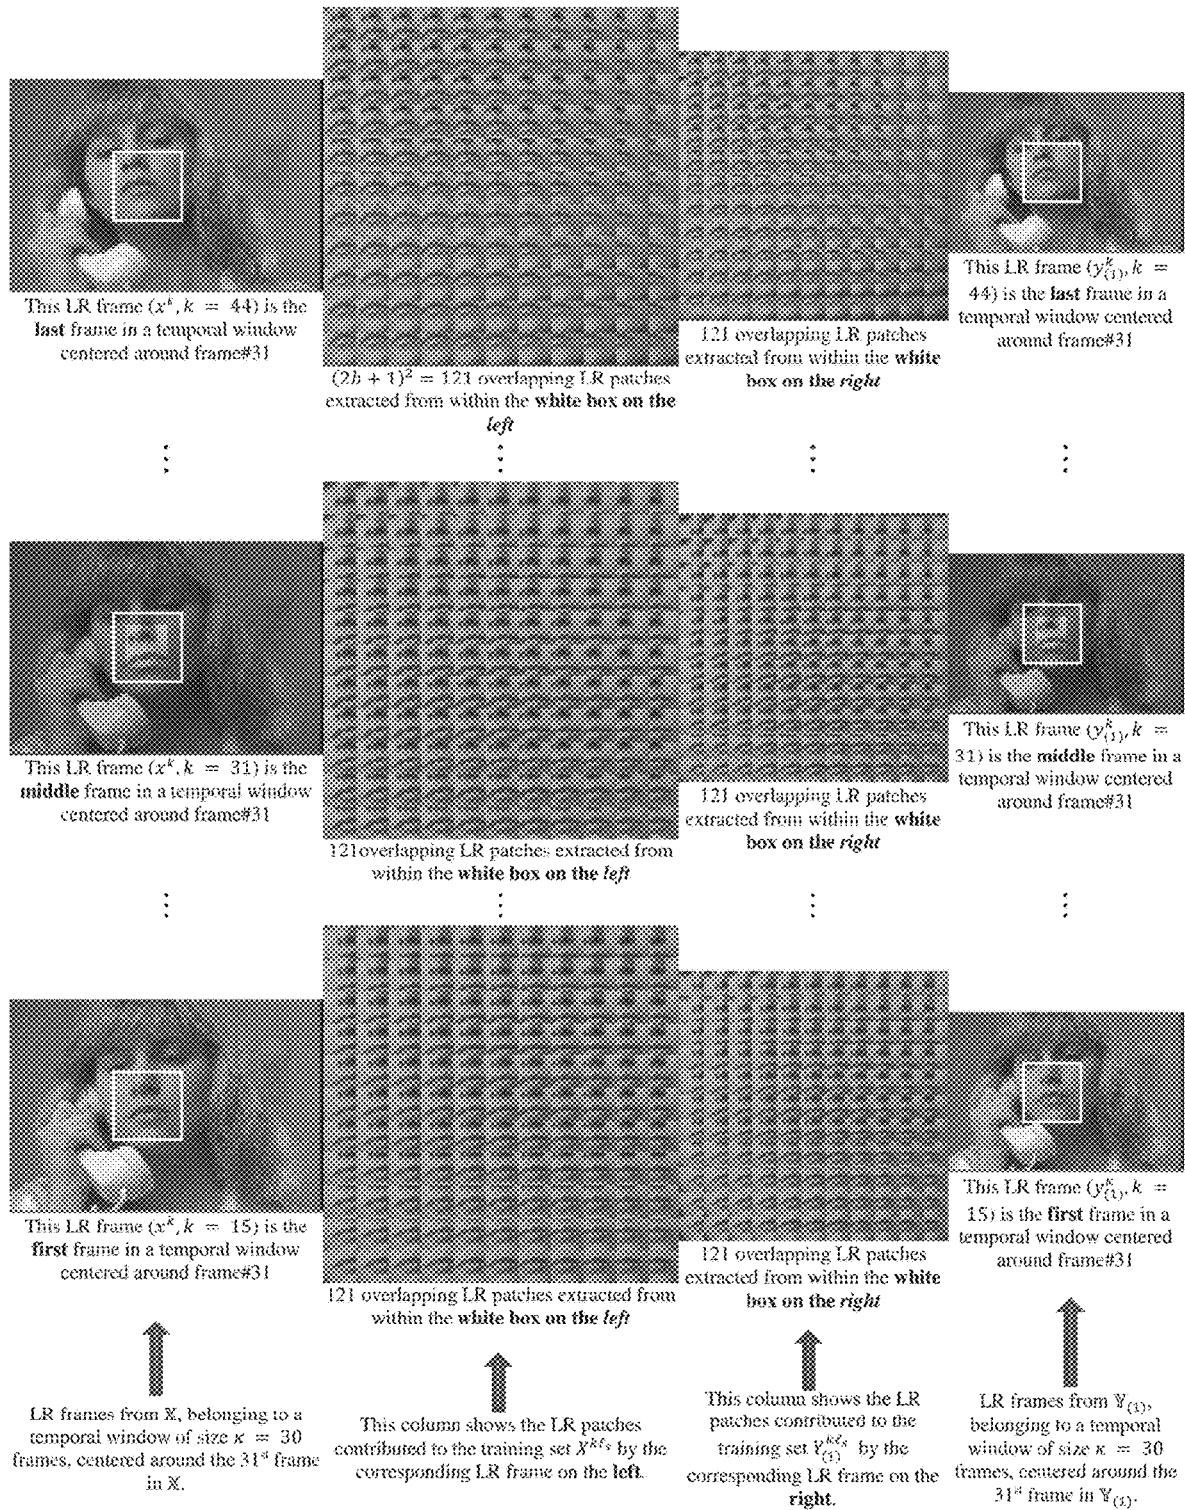 This LR frame (x^k, k = 44) is the
last frame in a temporal window
centered around frame#31
(2h + 1)² = 121 overlapping LR patches
extracted from within the white box on the
left
121 overlapping LR patches
extracted from within the white
box on the right
This LR frame (y^k_(1), k =
44) is the last frame in a
temporal window centered
around frame#31
This LR frame (x^k, k = 31) is the
middle frame in a temporal window
centered around frame#31
121overlapping LR patches extracted from
within the white box on the left
121 overlapping LR patches
extracted from within the white
box on the right
This LR frame (y^k_(1), k =
31) is the middle frame in a
temporal window centered
around frame#31
This LR frame (x^k, k = 15) is the
first frame in a temporal window
centered around frame#31
121 overlapping LR patches extracted from
within the white box on the left
121 overlapping LR patches
extracted from within the white
box on the right
This LR frame (y^k_(1), k =
15) is the first frame in a
temporal window centered
around frame#31
LR frames from 𝕏, belonging to a
temporal window of size κ = 30
frames, centered around the 31ˢᵗ frame
in 𝕏.
This column shows the LR patches
contributed to the training set X^kℓs by the
corresponding LR frame on the left.
This column shows the LR
patches contributed to the
training set Y^kℓs_(1) by the
corresponding LR frame on the
right.
LR frames from 𝕐_(1),
belonging to a temporal
window of size κ = 30
frames, centered around the
31ˢᵗ frame in 𝕐_(1).